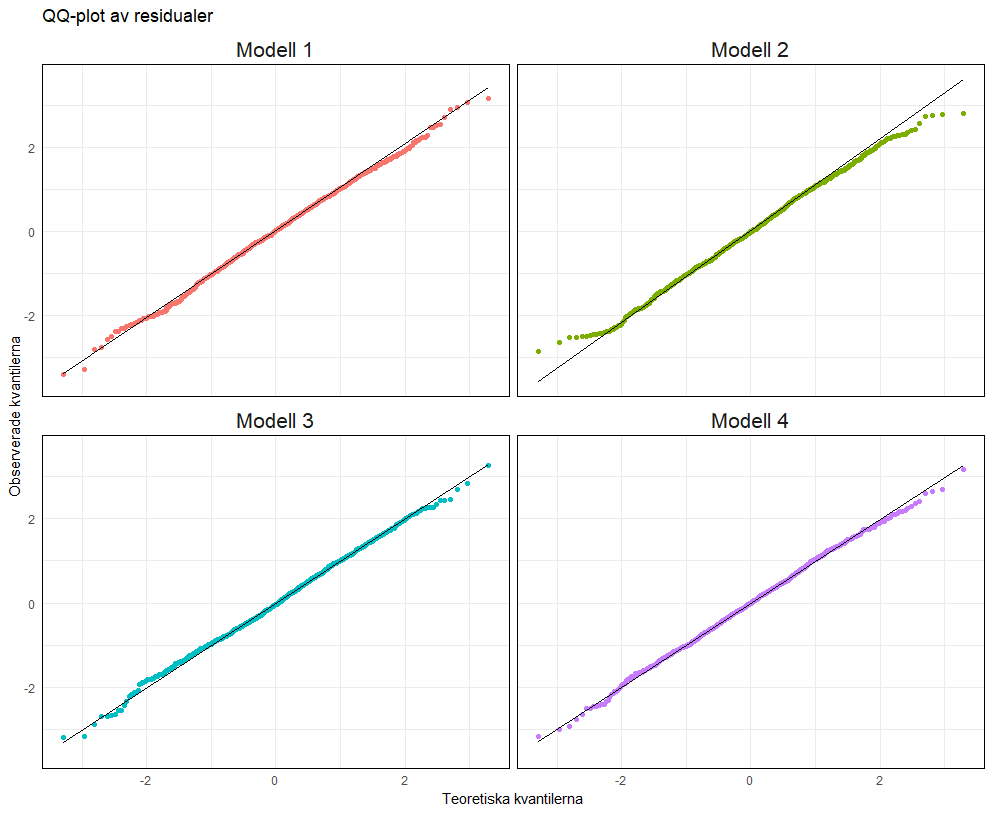 QQ-plot av residualer
Modell 1
Modell 2
2
0
-2
Modell 3
Modell 4
2
0
-2
-2
0
2
-2
0
2
Observerade kvantilerna
Teoretiska kvantilerna